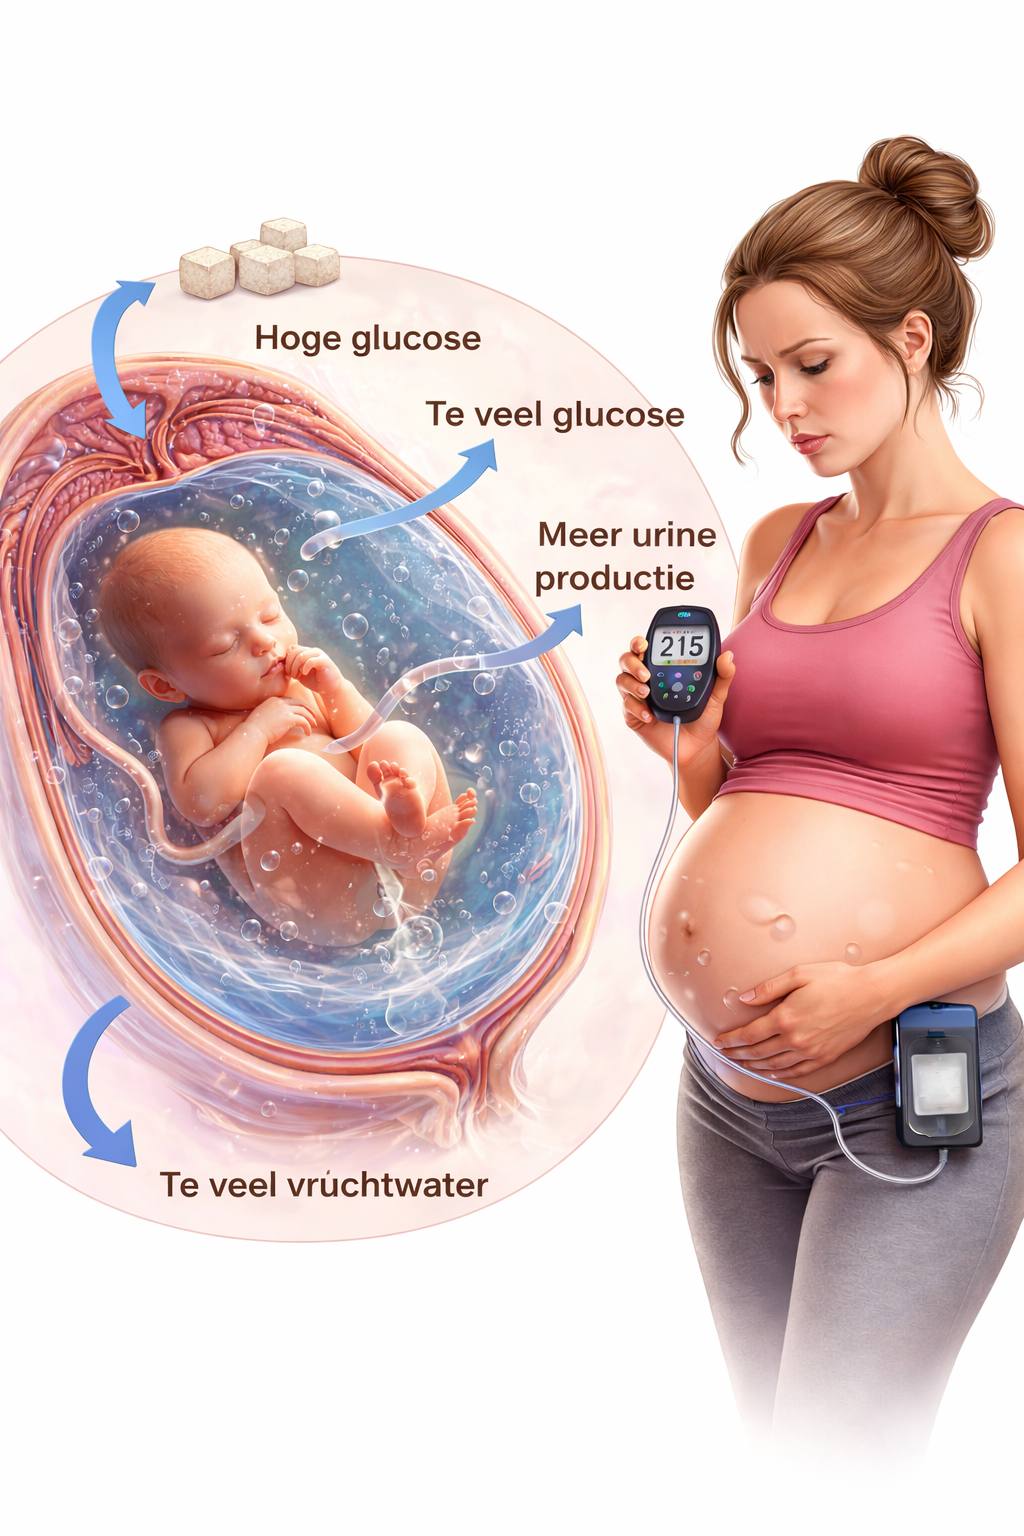 Hoge glucose
Te veel glucose
Meer urine
productie
215
Te veel vrúchtwater